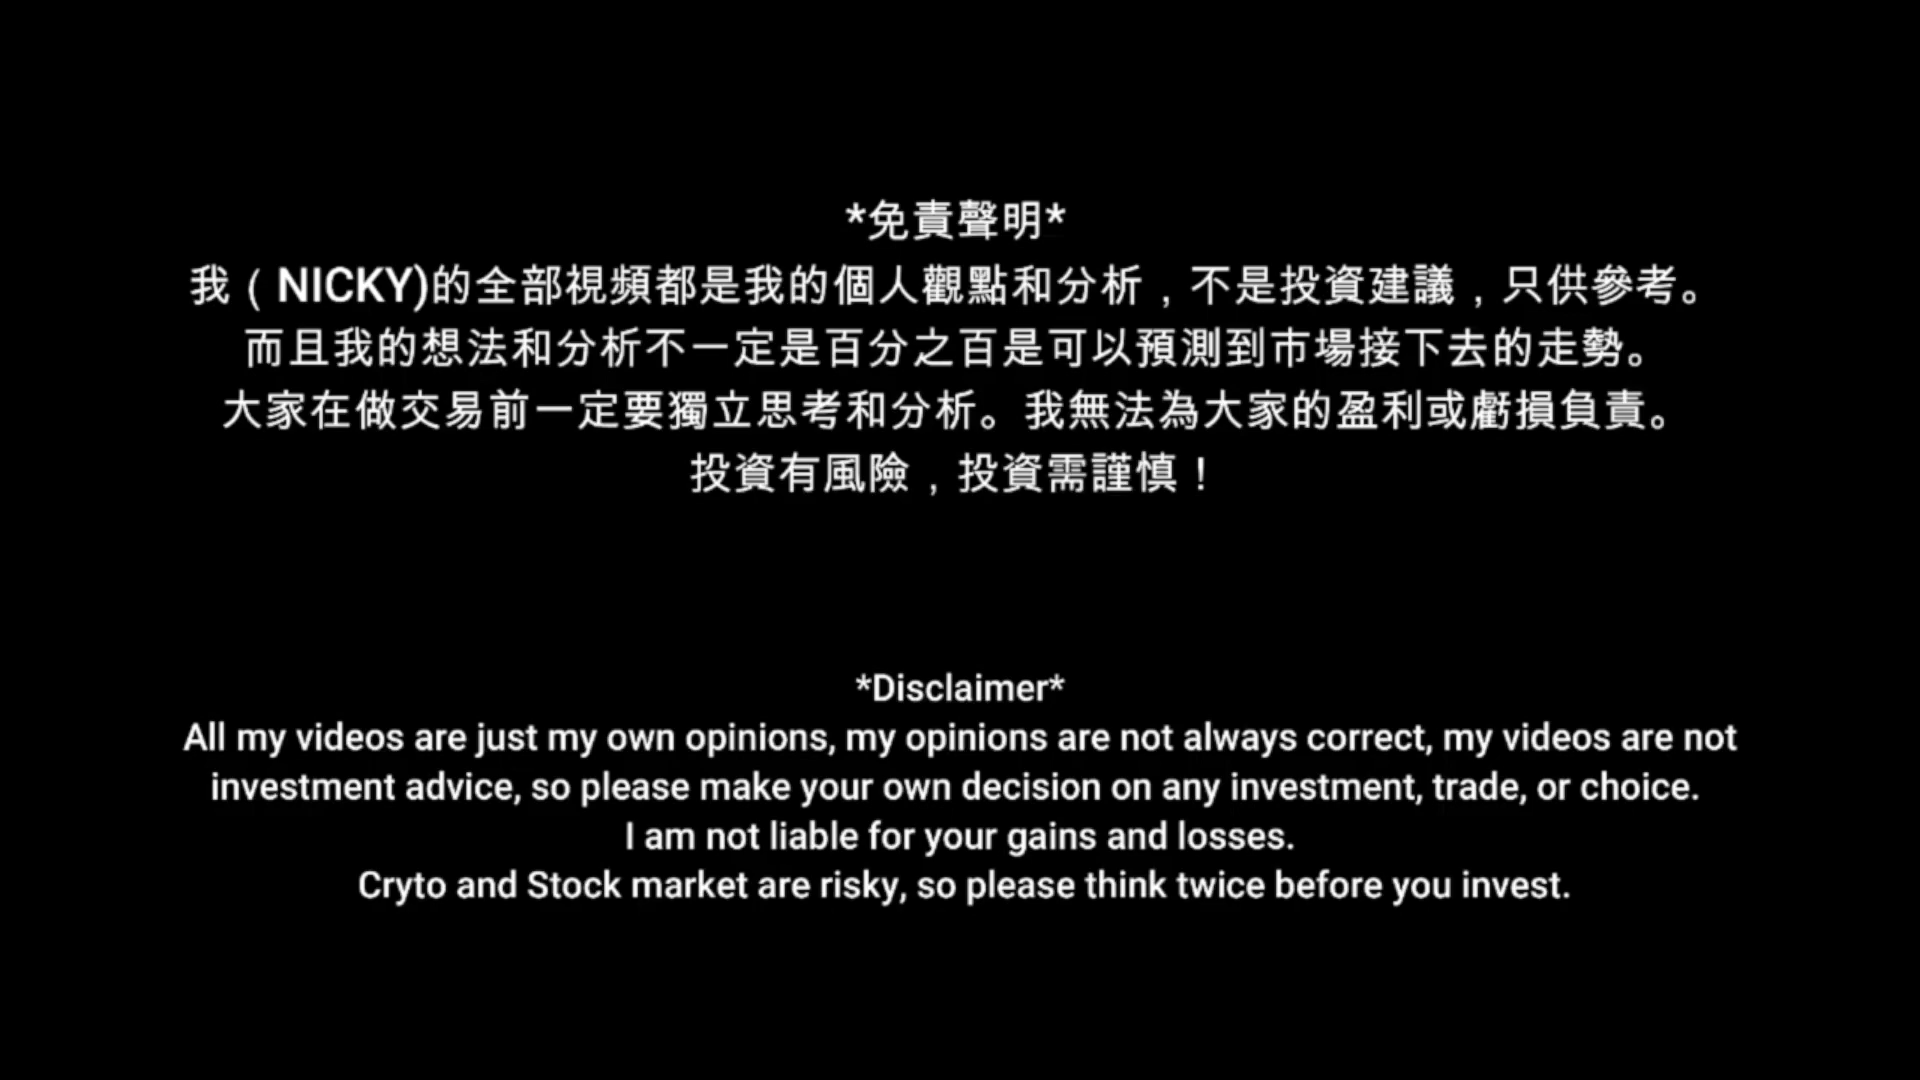 *免責聲明*
我（NICKY)的全部視頻都是我的個人觀點和分析，不是投資建議，只供參考。
而且我的想法和分析不一定是百分之百是可以預測到市場接下去的走勢。
大家在做交易前一定要獨立思考和分析。我無法為大家的盈利或虧損負責。
投資有風險，投資需謹慎！
*Disclaimer*
All my videos are just my own opinions, my opinions are not always correct, my videos are not
investment advice, so please make your own decision on any investment, trade, or choice.
I am not liable for your gains and losses.
Cryto and Stock market are risky, so please think twice before you invest.